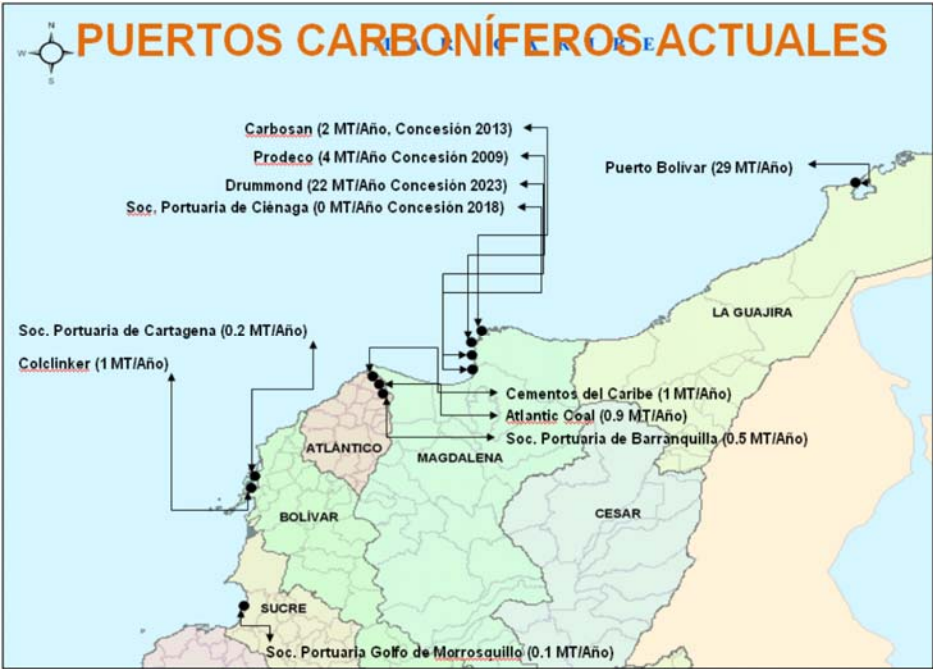 PUERTOS CARBONÍFEROS ACTUALES
MAR CARIBE
N
W
S
Carbosan (2 MT/Año, Concesión 2013)
Prodeco (4 MT/Año Concesión 2009)
Drummond (22 MT/Año Concesión 2023)
Soc, Portuaria de Ciénaga (0 MT/Año Concesión 2018)
Puerto Bolívar (29 MT/Año)
LA GUAJIRA
Soc. Portuaria de Cartagena (0.2 MT/Año)
Colclinker (1 MT/Año)
Cementos del Caribe (1 MT/Año)
Atlantic Coal (0.9 MT/Año)
Soc. Portuaria de Barranquilla (0.5 MT/Año)
ATLÁNTICO
MAGDALENA
CESAR
BOLÍVAR
SUCRE
Soc. Portuaria Golfo de Morrosquillo (0.1 MT/Año)